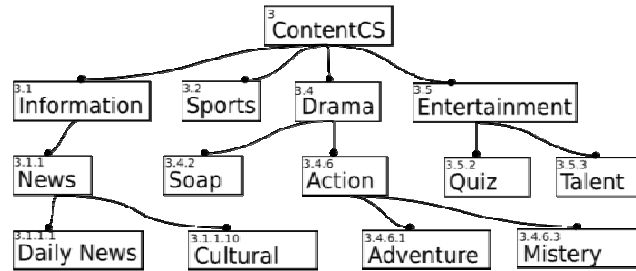 3
ContentCS
3.1
Information
3.2
Sports
3.4
Drama
3.5
Entertainment
3.1.1
News
3.4.2
Soap
3.4.6
Action
3.5.2
Quiz
3.5.3
Talent
3.1.1.1
Daily News
3.1.1.10
Cultural
3.4.6.1
Adventure
3.4.6.3
Mistery